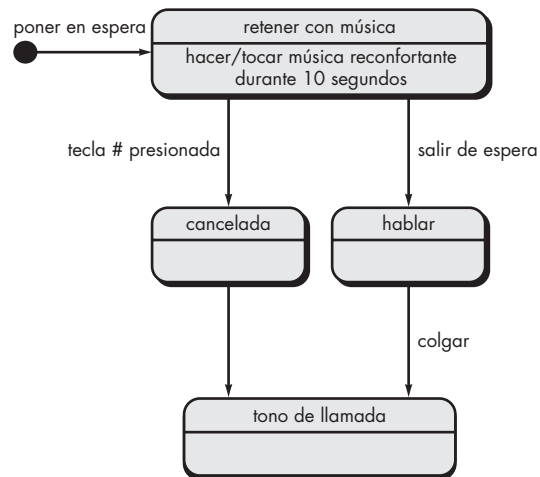 poner en espera
retener con música
hacer/tocar música reconfortante
durante 10 segundos
tecla # presionada
salir de espera
cancelada
hablar
colgar
tono de llamada